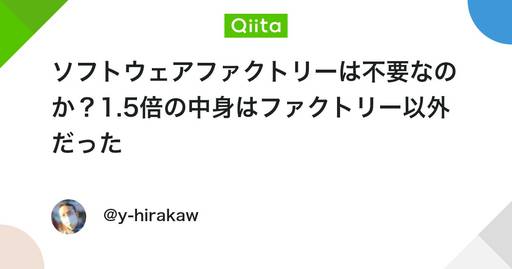 Qiita
ソフトウェアファクトリーは不要なの
か？1.5倍の中身はファクトリー以外
だった
@y-hirakaw